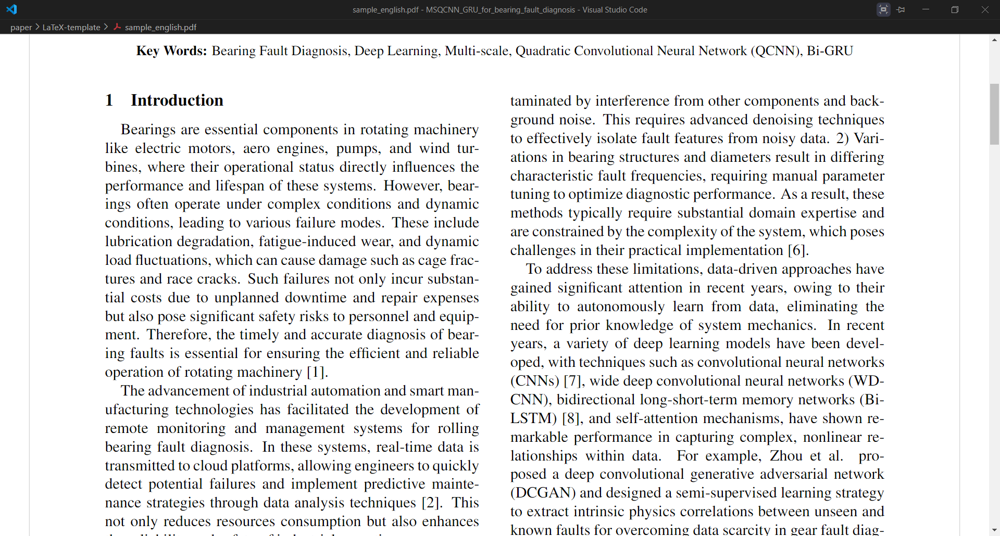 sample_english.pdf - MSQCNN_GRU_for_bearing_fault_diagnosis - Visual Studio Code
paper > LaTeX-template > sample_english.pdf
Key Words: Bearing Fault Diagnosis, Deep Learning, Multi-scale, Quadratic Convolutional Neural Network (QCNN), Bi-GRU
1 Introduction
Bearings are essential components in rotating machinery
like electric motors, aero engines, pumps, and wind tur-
bines, where their operational status directly influences the
performance and lifespan of these systems. However, bear-
ings often operate under complex conditions and dynamic
conditions, leading to various failure modes. These include
lubrication degradation, fatigue-induced wear, and dynamic
load fluctuations, which can cause damage such as cage frac-
tures and race cracks. Such failures not only incur substan-
tial costs due to unplanned downtime and repair expenses
but also pose significant safety risks to personnel and equip-
ment. Therefore, the timely and accurate diagnosis of bear-
ing faults is essential for ensuring the efficient and reliable
operation of rotating machinery [1].
The advancement of industrial automation and smart man-
ufacturing technologies has facilitated the development of
remote monitoring and management systems for rolling
bearing fault diagnosis. In these systems, real-time data is
transmitted to cloud platforms, allowing engineers to quickly
detect potential failures and implement predictive mainte-
nance strategies through data analysis techniques [2]. This
not only reduces resources consumption but also enhances
taminated by interference from other components and back-
ground noise. This requires advanced denoising techniques
to effectively isolate fault features from noisy data. 2) Vari-
ations in bearing structures and diameters result in differing
characteristic fault frequencies, requiring manual parameter
tuning to optimize diagnostic performance. As a result, these
methods typically require substantial domain expertise and
are constrained by the complexity of the system, which poses
challenges in their practical implementation [6].
To address these limitations, data-driven approaches have
gained significant attention in recent years, owing to their
ability to autonomously learn from data, eliminating the
need for prior knowledge of system mechanics. In recent
years, a variety of deep learning models have been devel-
oped, with techniques such as convolutional neural networks
(CNNs) [7], wide deep convolutional neural networks (WD-
CNN), bidirectional long-short-term memory networks (Bi-
LSTM) [8], and self-attention mechanisms, have shown re-
markable performance in capturing complex, nonlinear re-
lationships within data. For example, Zhou et al. pro-
posed a deep convolutional generative adversarial network
(DCGAN) and designed a semi-supervised learning strategy
to extract intrinsic physics correlations between unseen and
known faults for overcoming data scarcity in gear fault diag-